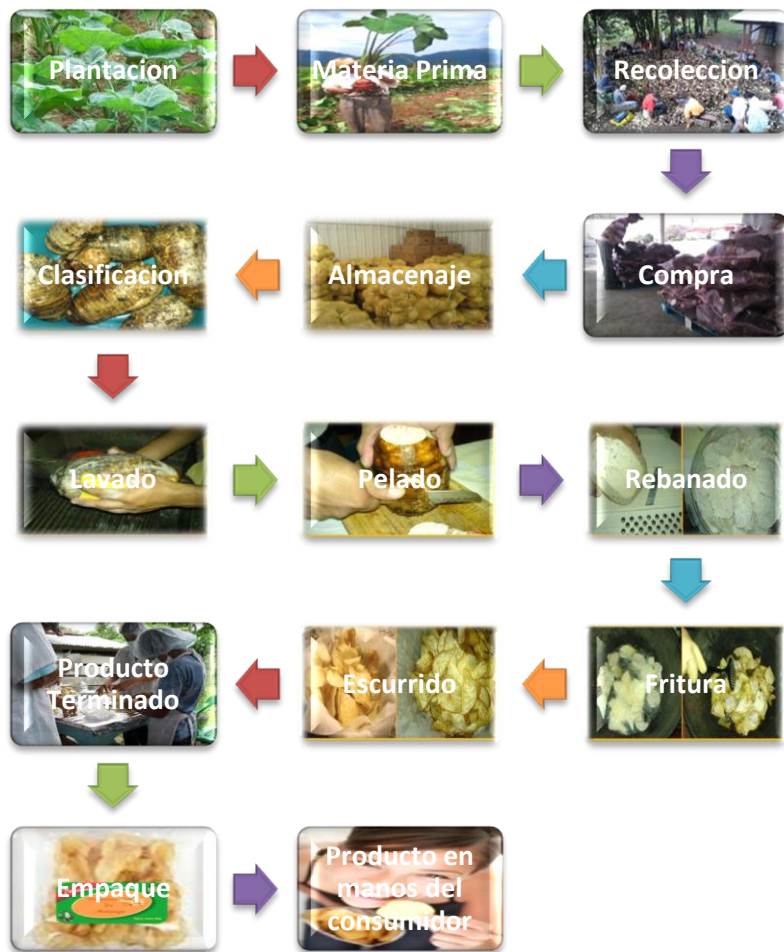 Plantacion
Materia Prima
Recoleccion
Compra
Almacenaje
Clasificacion
Lavado
Pelado
Rebanado
Fritura
Escurrido
Producto
Terminado
Empaque
Producto en
manos del
consumidor